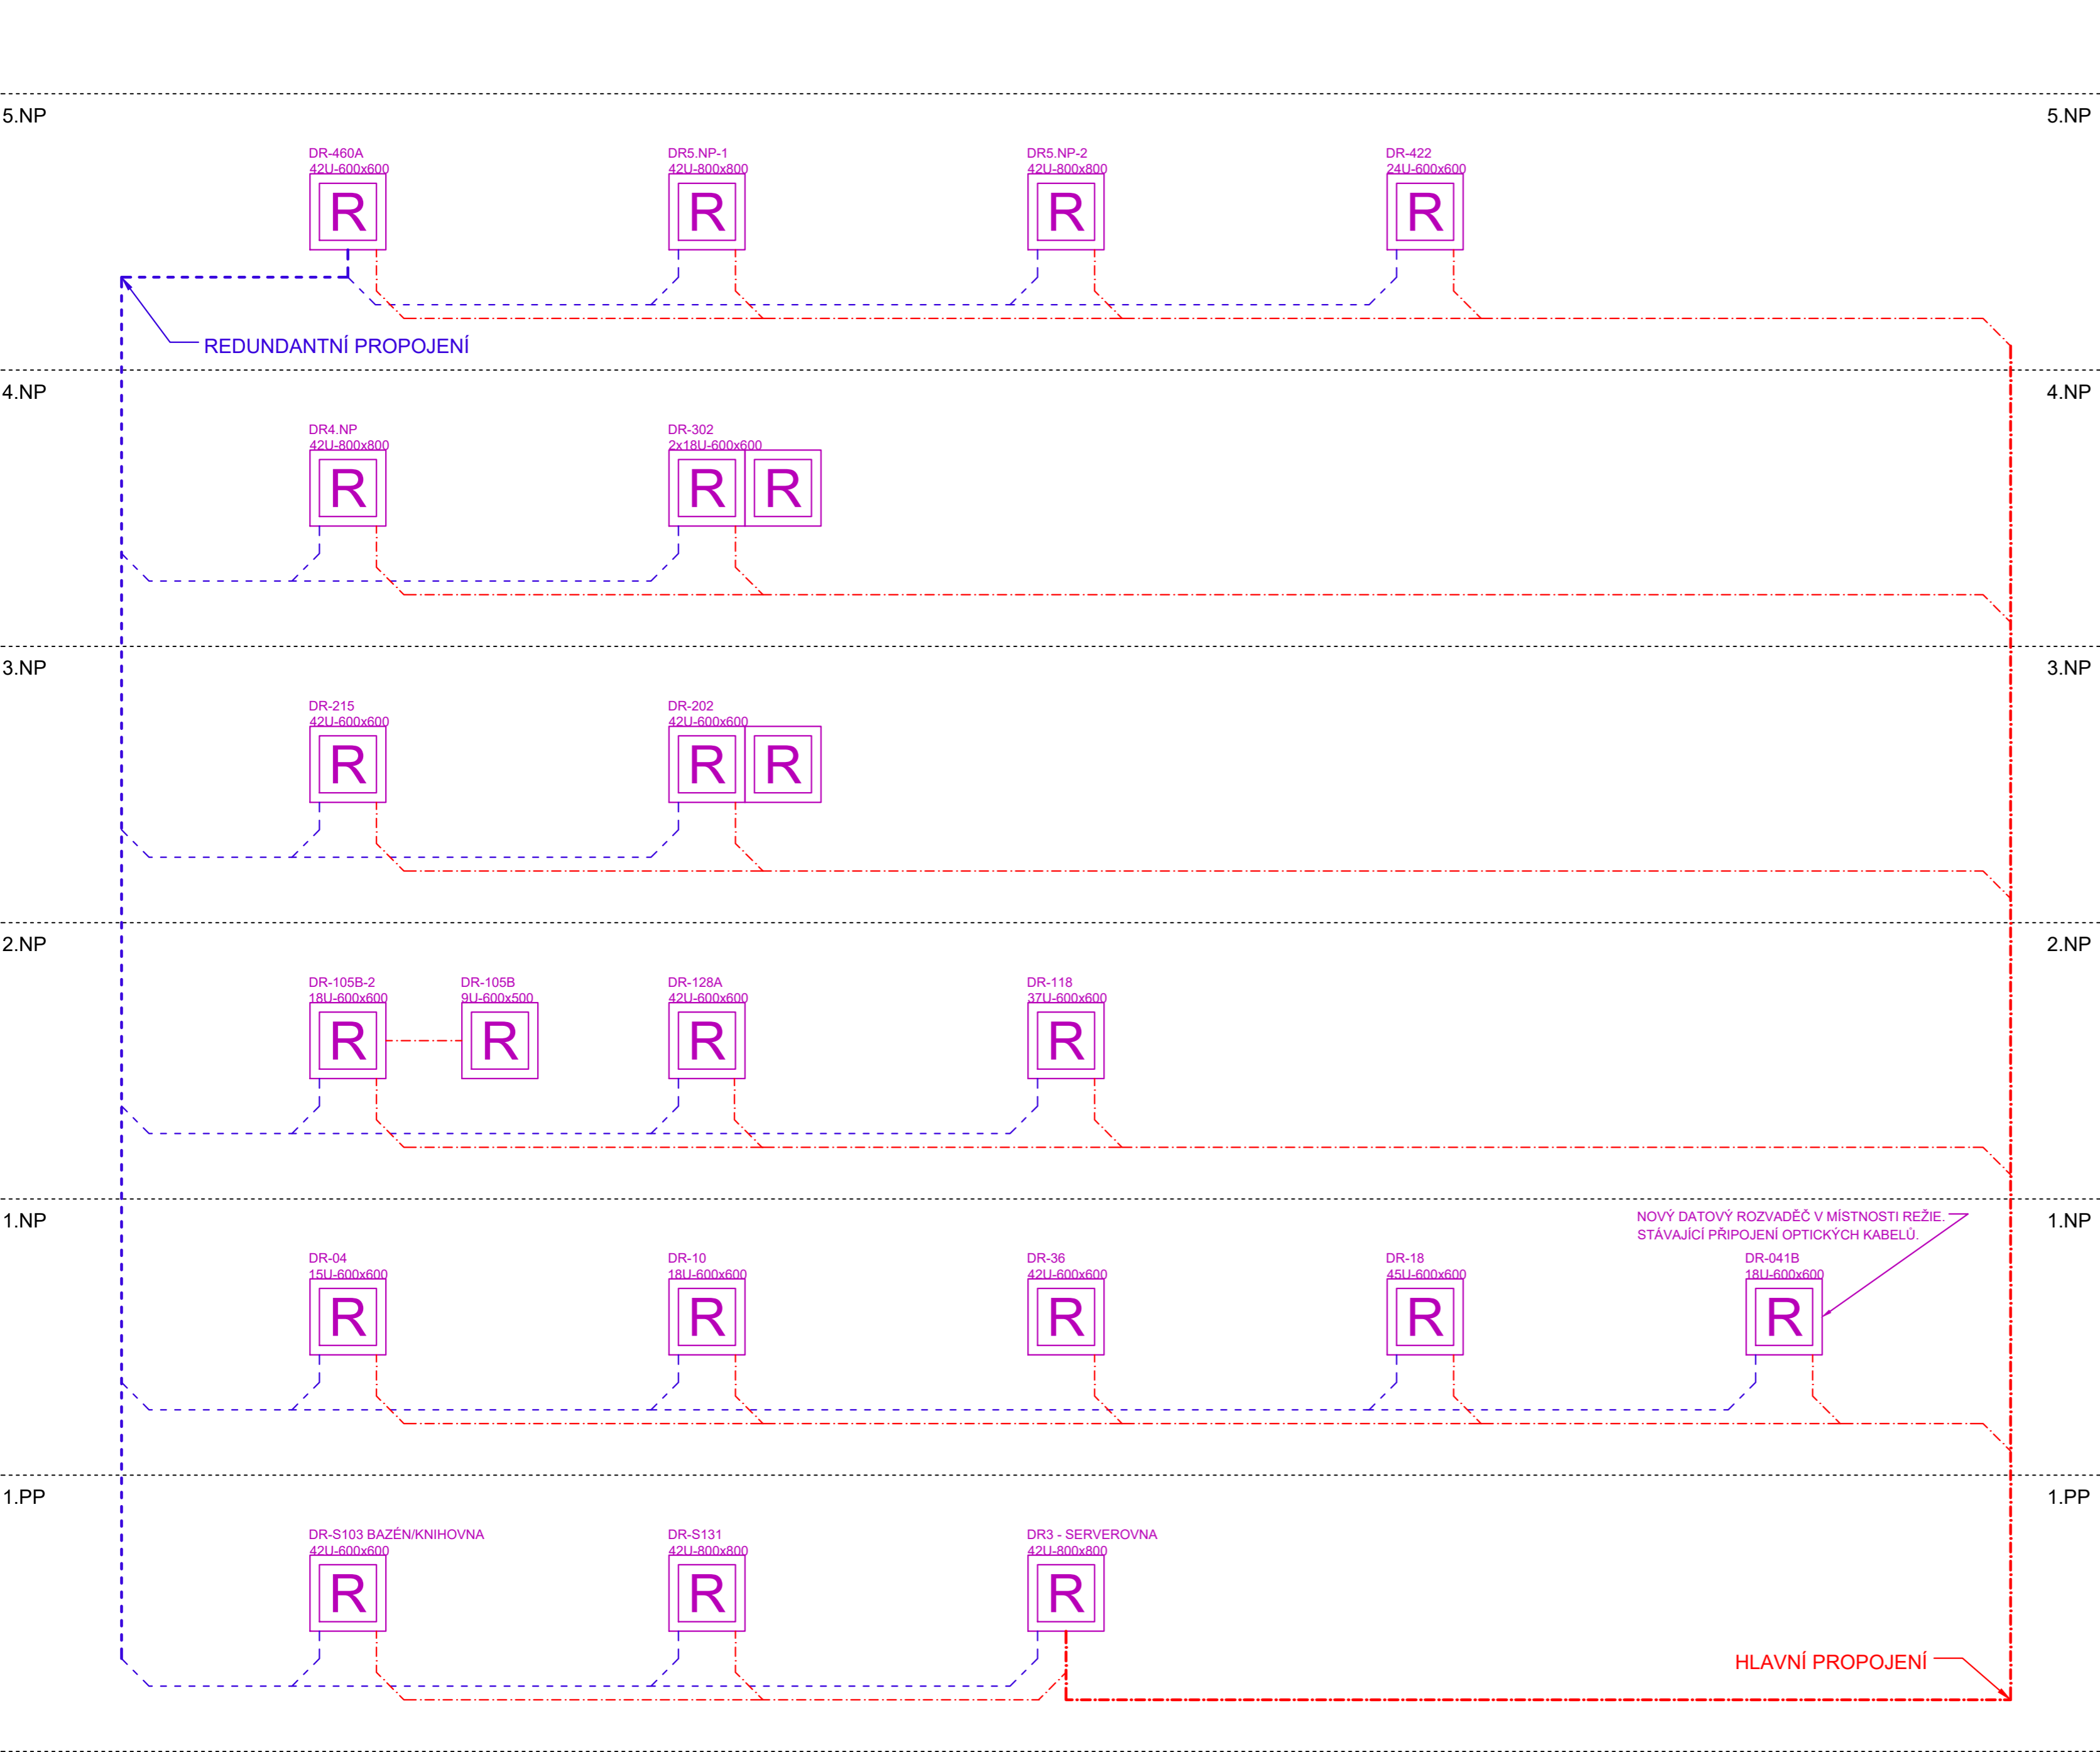 5.NP
5.NP
DR-460A
42U-600x600
R
DR5.NP-1
42U-800x800
R
DR5.NP-2
42U-800x800
R
DR-422
24U-600x600
R
REDUNDANTNÍ PROPOJENÍ
4.NP
4.NP
DR4.NP
42U-800x800
R
DR-302
2x18U-600x600
R
R
3.NP
3.NP
DR-215
42U-600x600
R
DR-202
42U-600x600
R
R
2.NP
2.NP
DR-105B-2
18U-600x600
R
DR-105B
9U-600x500
R
DR-128A
42U-600x600
R
DR-118
37U-600x600
R
1.NP
1.NP
NOVÝ DATOVÝ ROZVADĚČ V MÍSTNOSTI REŽIE.
STÁVAJÍCÍ PŘIPOJENÍ OPTICKÝCH KABELŮ.
DR-04
15U-600x600
R
DR-10
18U-600x600
R
DR-36
42U-600x600
R
DR-18
45U-600x600
R
DR-041B
18U-600x600
R
1.PP
1.PP
DR-S103 BAZÉN/KNIHOVNA
42U-600x600
R
DR-S131
42U-800x800
R
DR3 - SERVEROVNA
42U-800x800
R
HLAVNÍ PROPOJENÍ